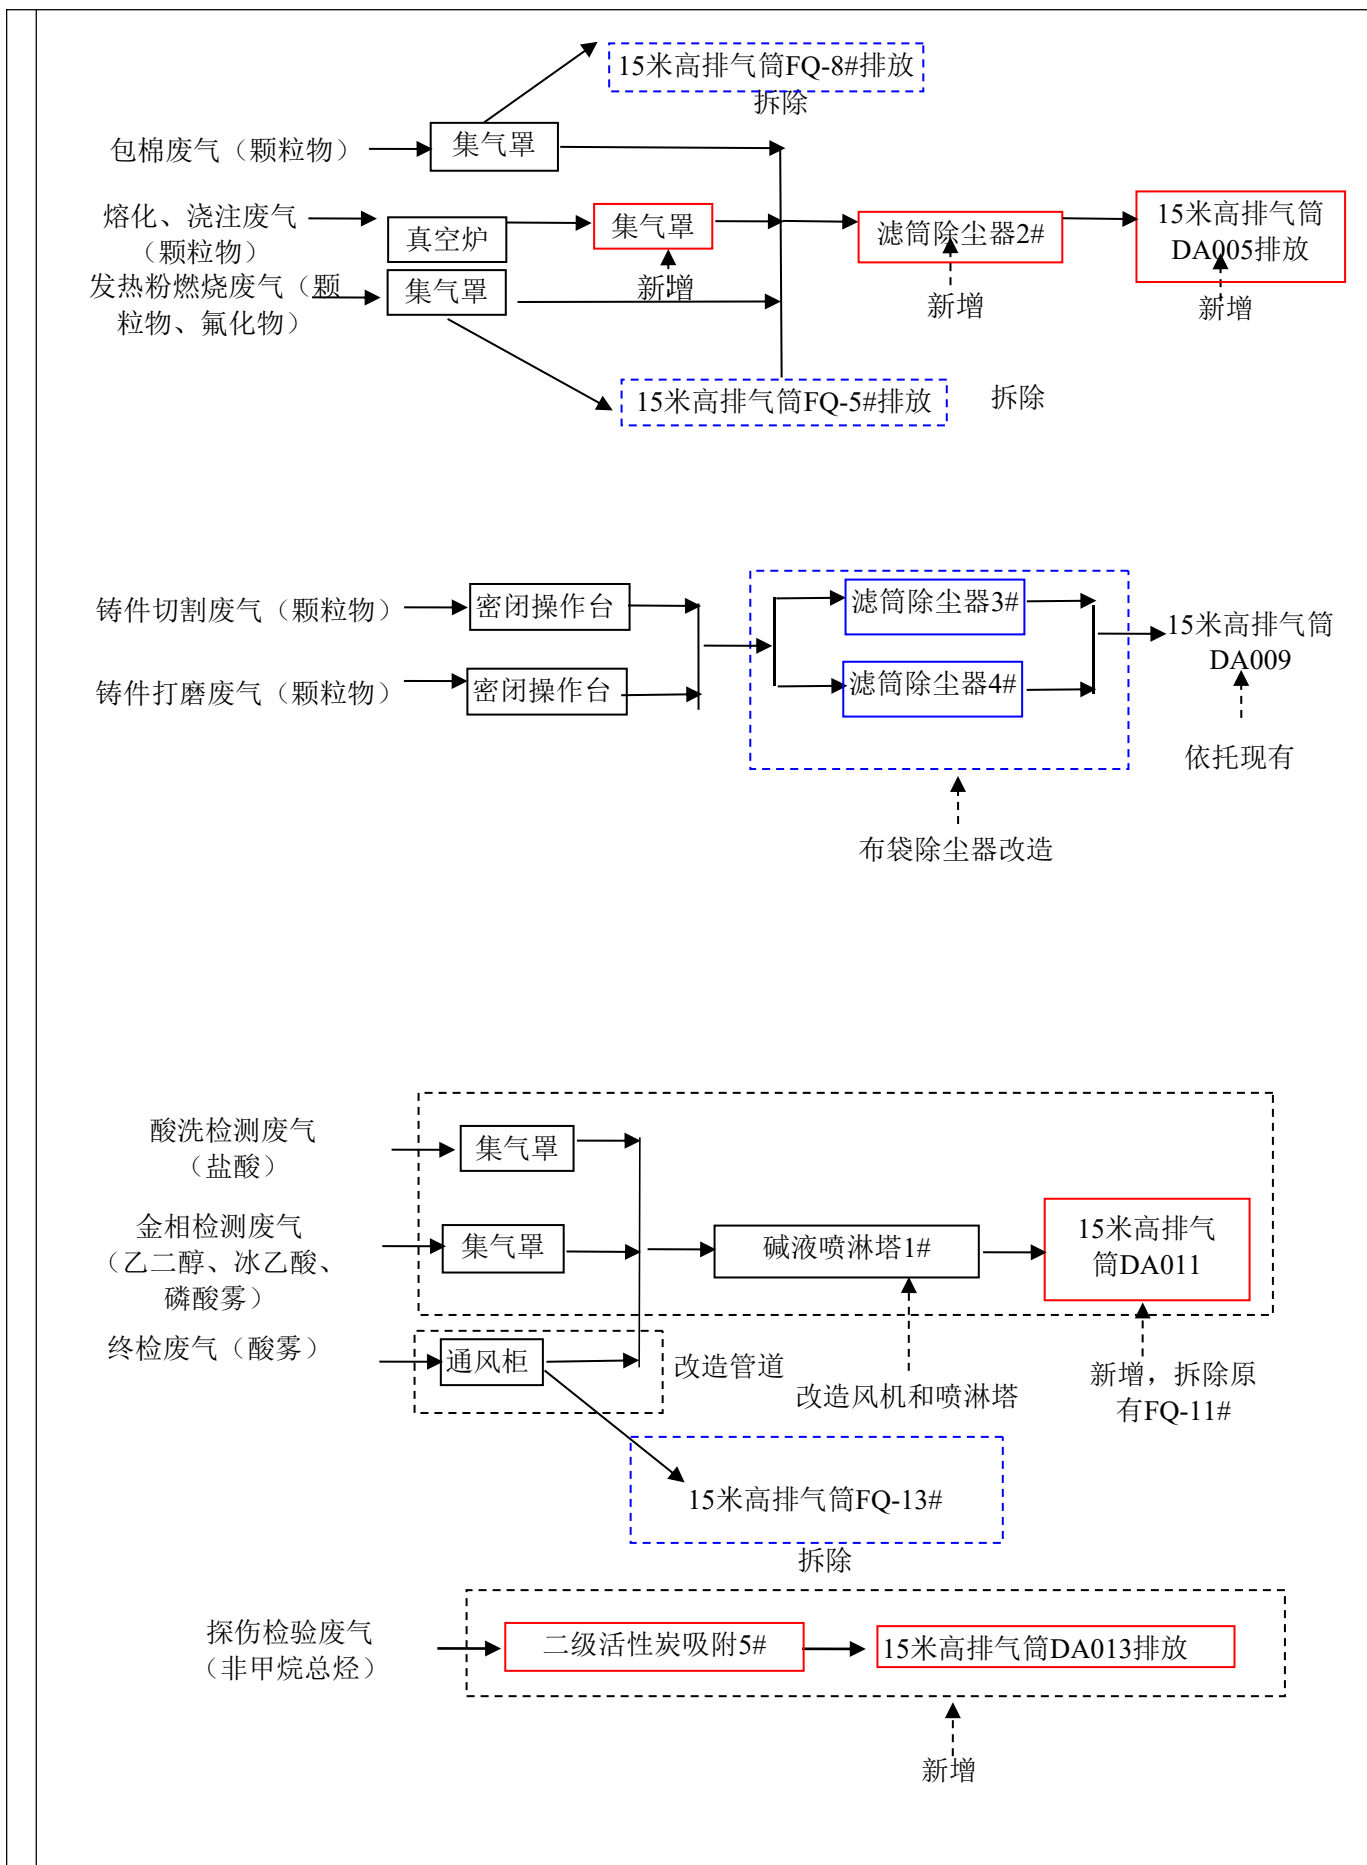 15米高排气筒FQ-8#排放
拆除
包棉废气（颗粒物）
集气罩
熔化、浇注废气
（颗粒物）
真空炉
集气罩
新增
滤筒除尘器2#
新增
15米高排气筒
DA005排放
新增
发热粉燃烧废气（颗
粒物、氟化物）
集气罩
15米高排气筒FQ-5#排放
拆除
铸件切割废气（颗粒物）
密闭操作台
滤筒除尘器3#
15米高排气筒
DA009
铸件打磨废气（颗粒物）
密闭操作台
滤筒除尘器4#
依托现有
布袋除尘器改造
酸洗检测废气
（盐酸）
集气罩
金相检测废气
（乙二醇、冰乙酸、
磷酸雾）
集气罩
碱液喷淋塔1#
15米高排气
筒DA011
终检废气（酸雾）
通风柜
改造管道
改造风机和喷淋塔
新增，拆除原
有FQ-11#
15米高排气筒FQ-13#
拆除
探伤检验废气
（非甲烷总烃）
二级活性炭吸附5#
15米高排气筒DA013排放
新增